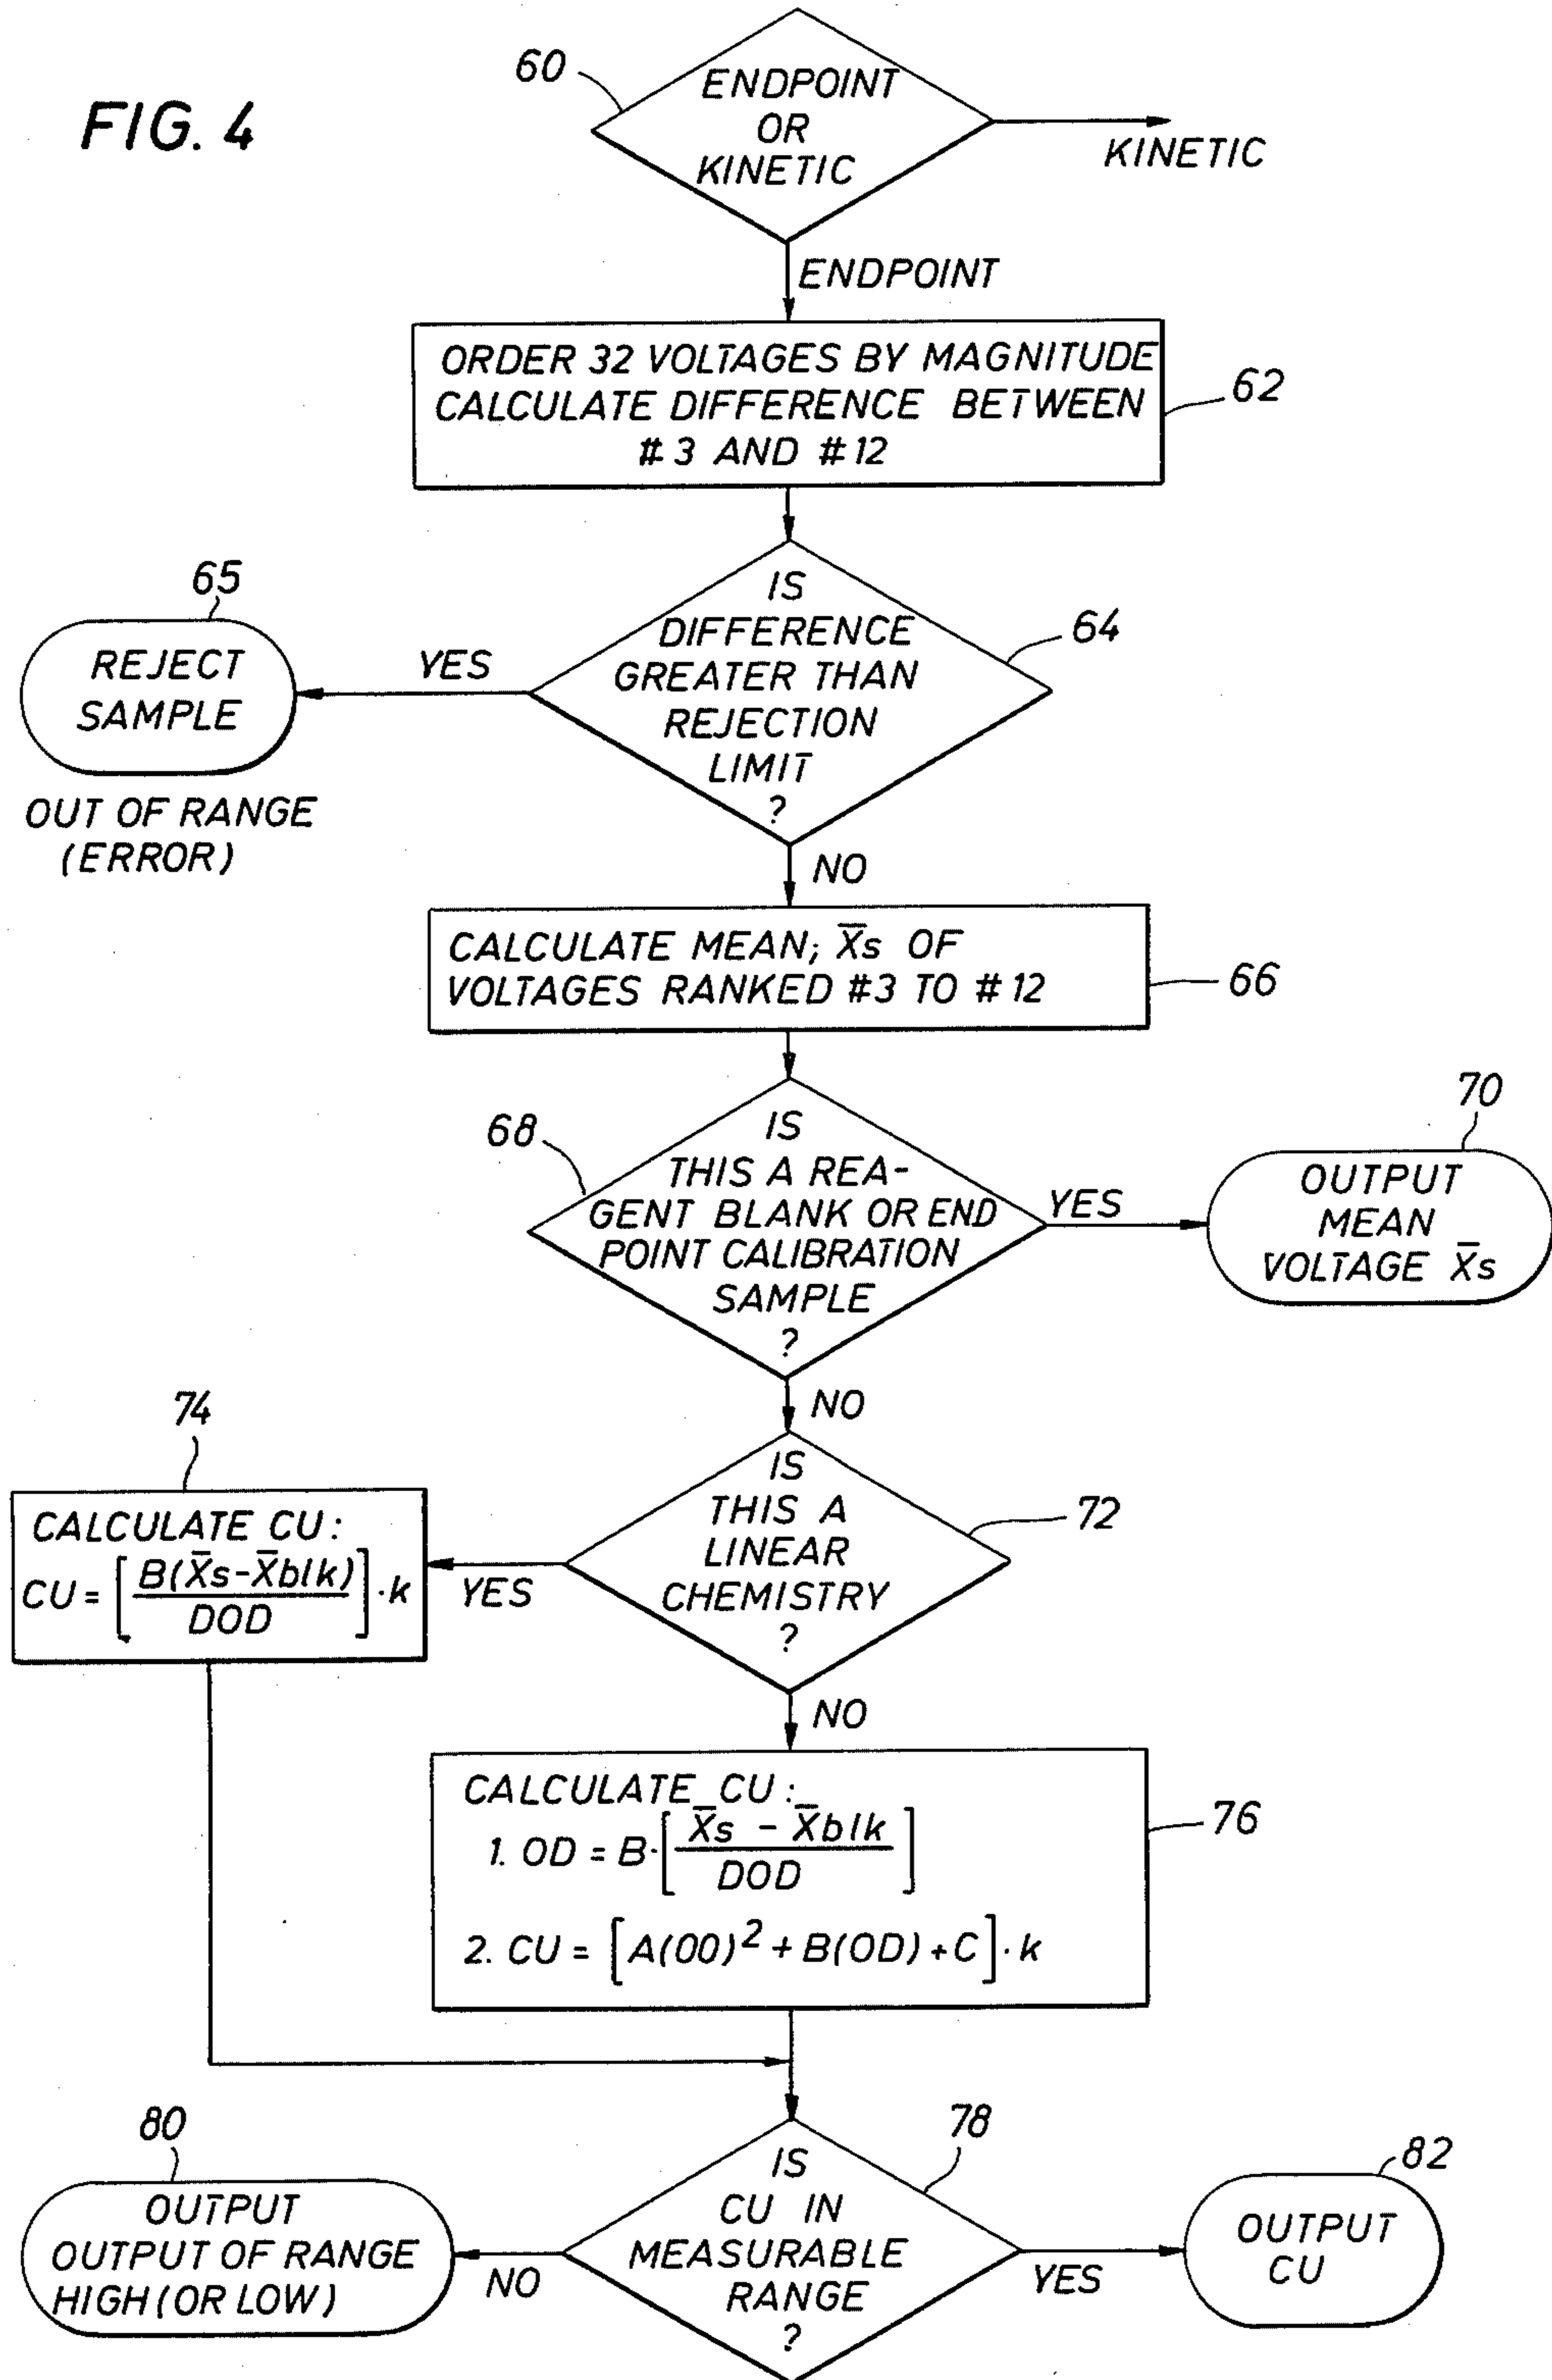 FIG. 4
60
ENDPOINT
OR
KINETIC
KINETIC
ENDPOINT
ORDER 32 VOLTAGES BY MAGNITUDE
CALCULATE DIFFERENCE BETWEEN
#3 AND #12
62
IS
DIFFERENCE
GREATER THAN
REJECTION
LIMIT
?
64
YES
65
REJECT
SAMPLE
OUT OF RANGE
(ERROR)
NO
CALCULATE MEAN; X̄s OF
VOLTAGES RANKED #3 TO #12
66
68
IS
THIS A REA-
GENT BLANK OR END
POINT CALIBRATION
SAMPLE
?
YES
70
OUTPUT
MEAN
VOLTAGE X̄s
NO
IS
THIS A
LINEAR
CHEMISTRY
?
72
YES
74
CALCULATE CU:
CU = [B(X̄s-X̄blk)/DOD]·k
NO
CALCULATE CU:
1. OD = B·[X̄s - X̄blk/DOD]
2. CU = [A(OO)² + B(OD) + C]·k
76
IS
CU IN
MEASURABLE
RANGE
?
78
NO
80
OUTPUT
OUTPUT OF RANGE
HIGH (OR LOW)
YES
82
OUTPUT
CU